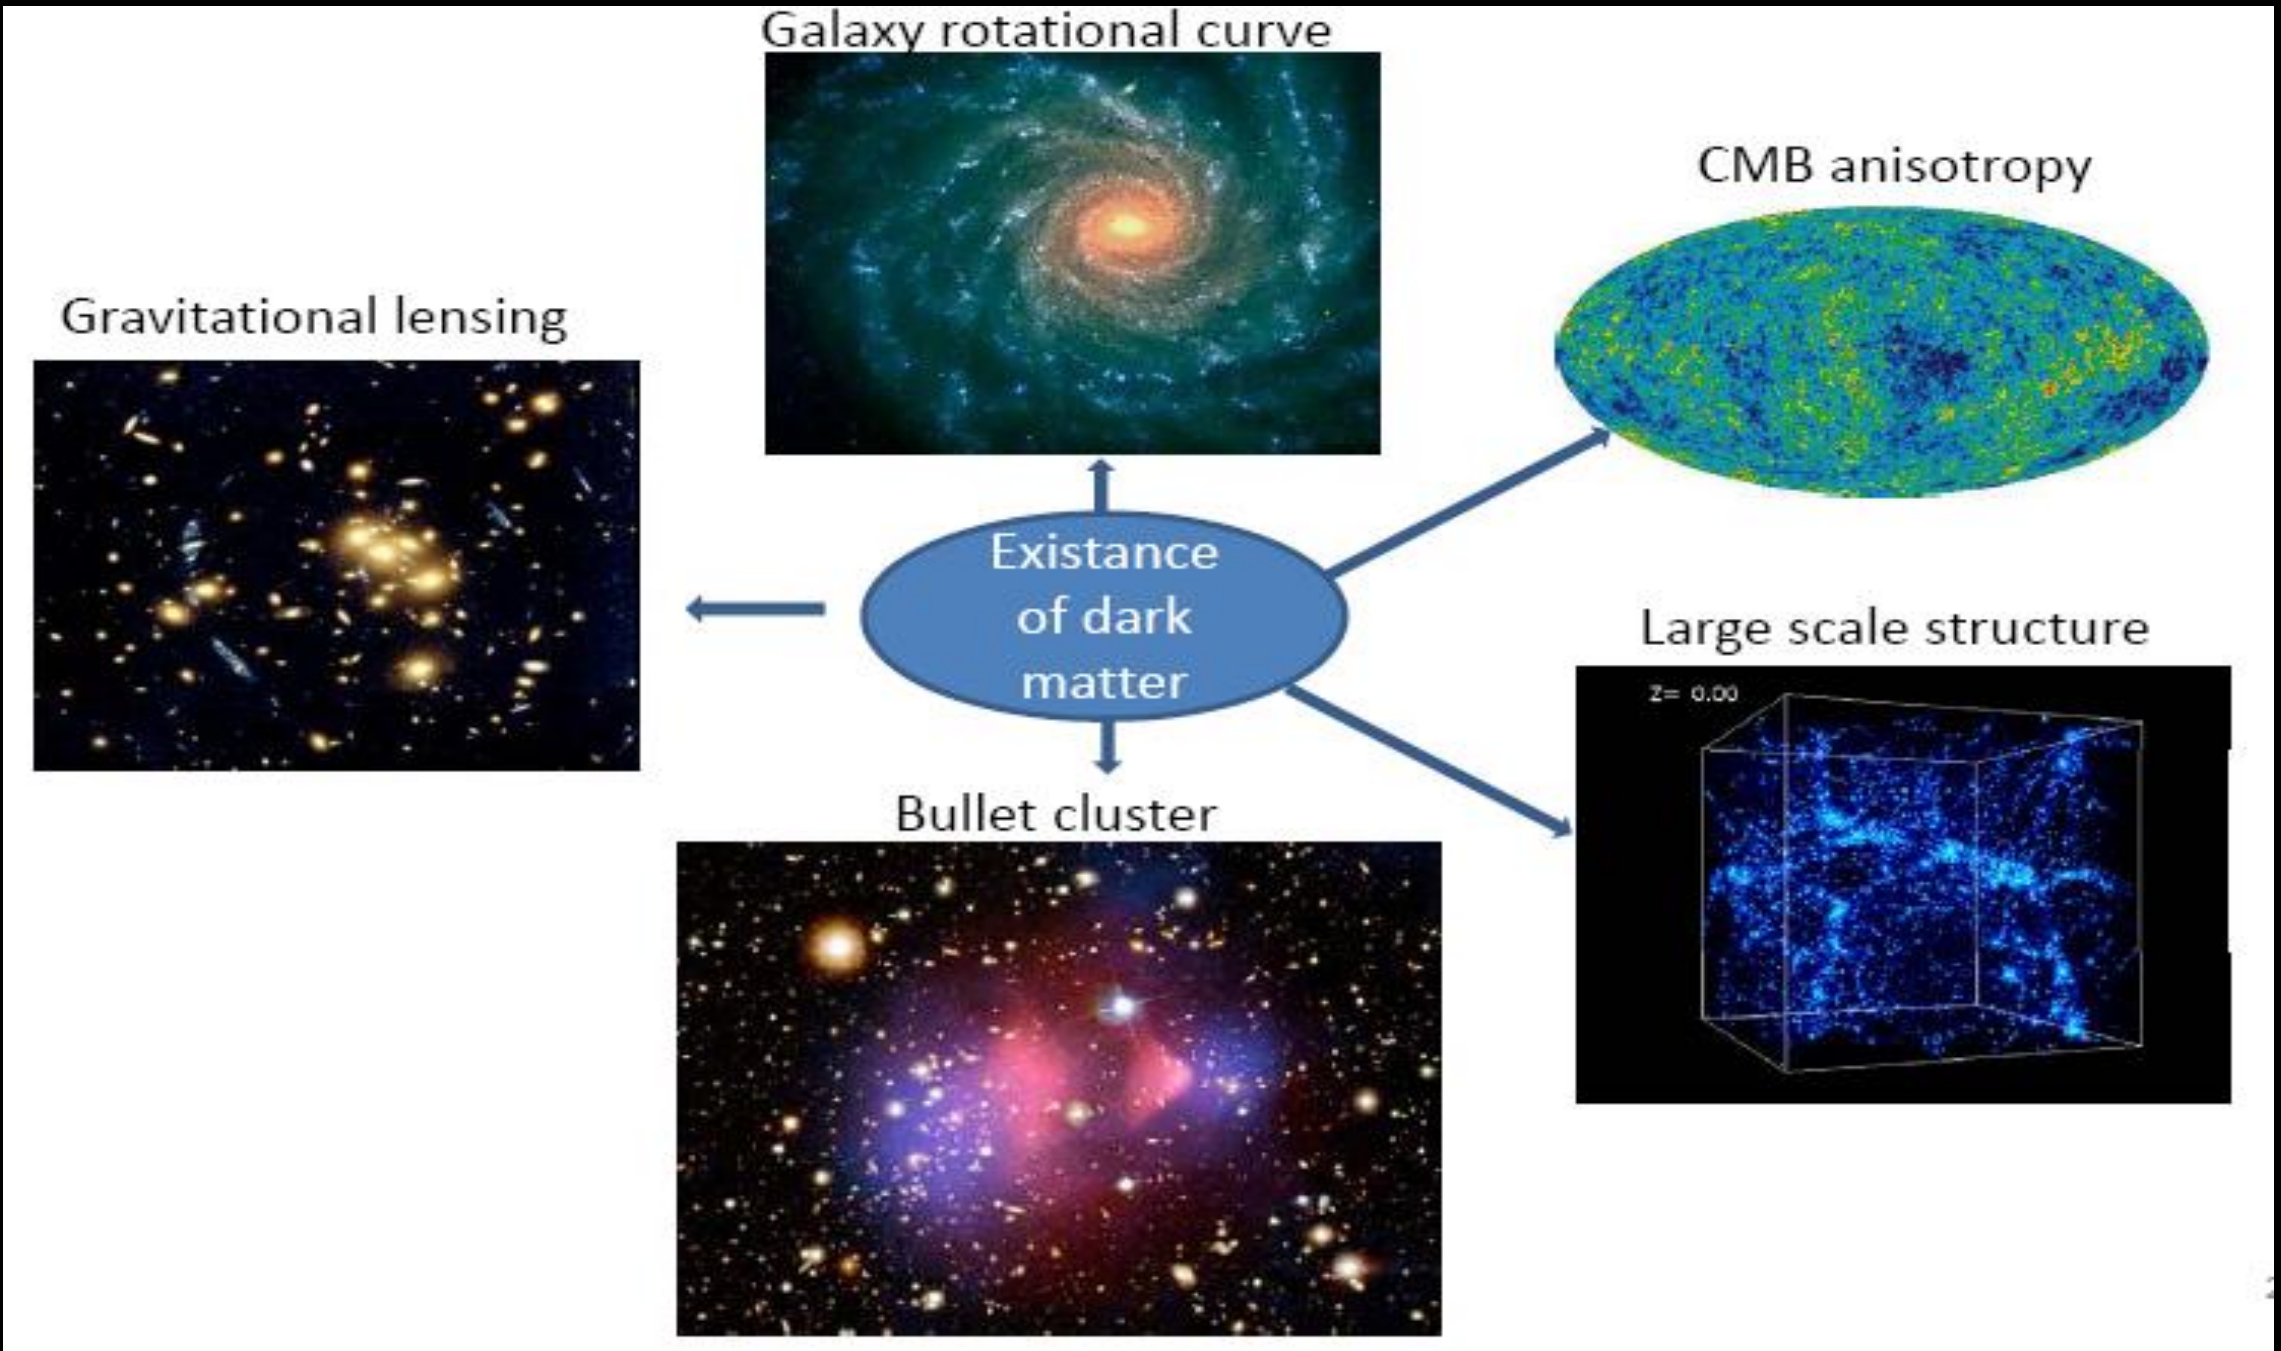 Galaxy rotational curve
CMB anisotropy
Gravitational lensing
Existance
of dark
matter
Large scale structure
Z= 0.00
Bullet cluster